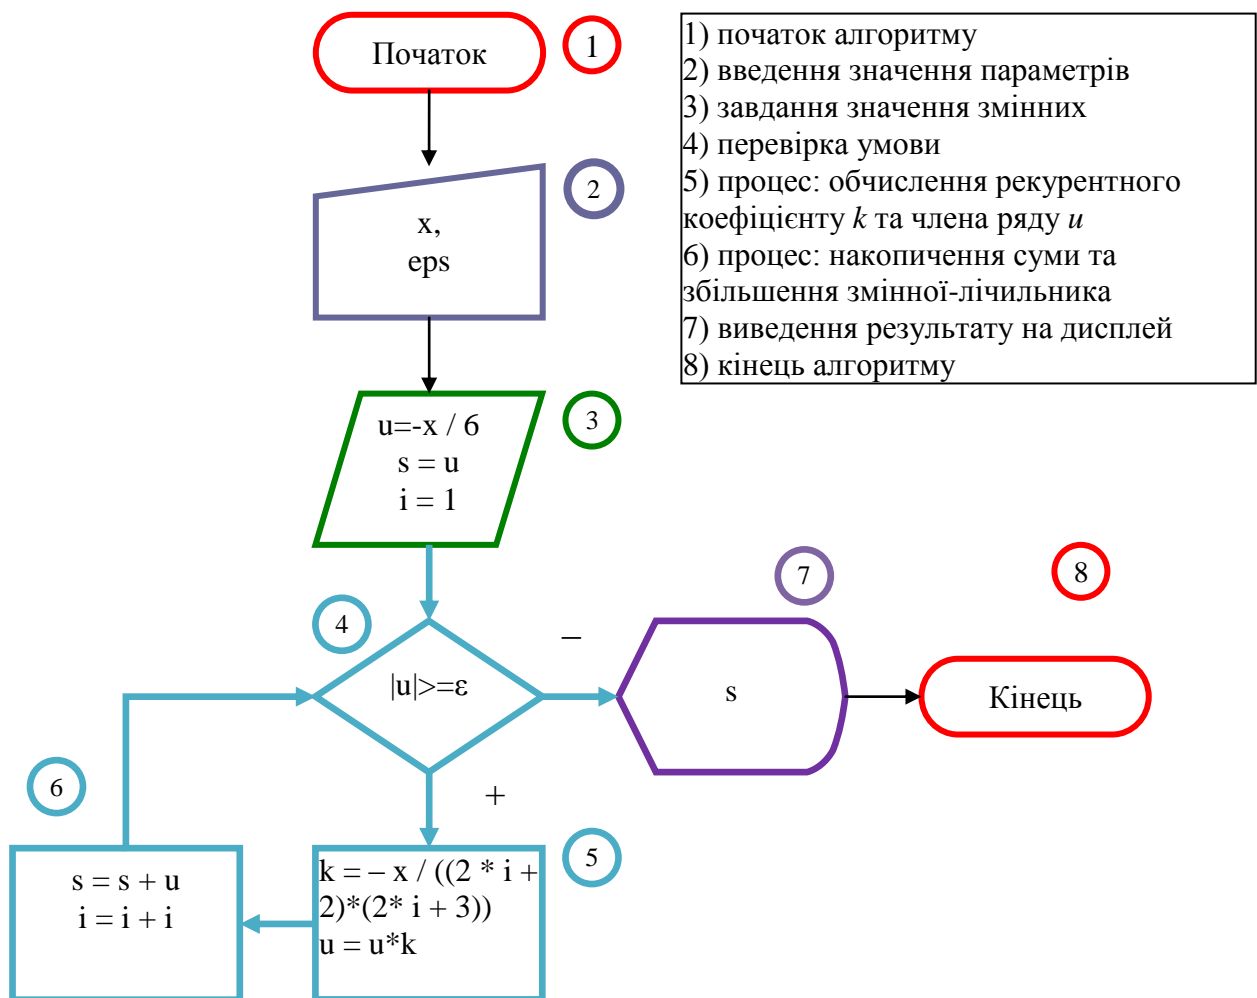 Початок
1
1) початок алгоритму
2) введення значення параметрів
3) завдання значення змінних
4) перевірка умови
5) процес: обчислення рекурентного
коефіцієнту k та члена ряду u
6) процес: накопичення суми та
збільшення змінної-лічильника
7) виведення результату на дисплей
8) кінець алгоритму
2
x,
eps
3
u=-x / 6
s = u
i = 1
4
|u|>=ε
–
+
7
s
8
Кінець
6
s = s + u
i = i + i
5
k = – x / ((2 * i +
2)*(2* i + 3))
u = u*k